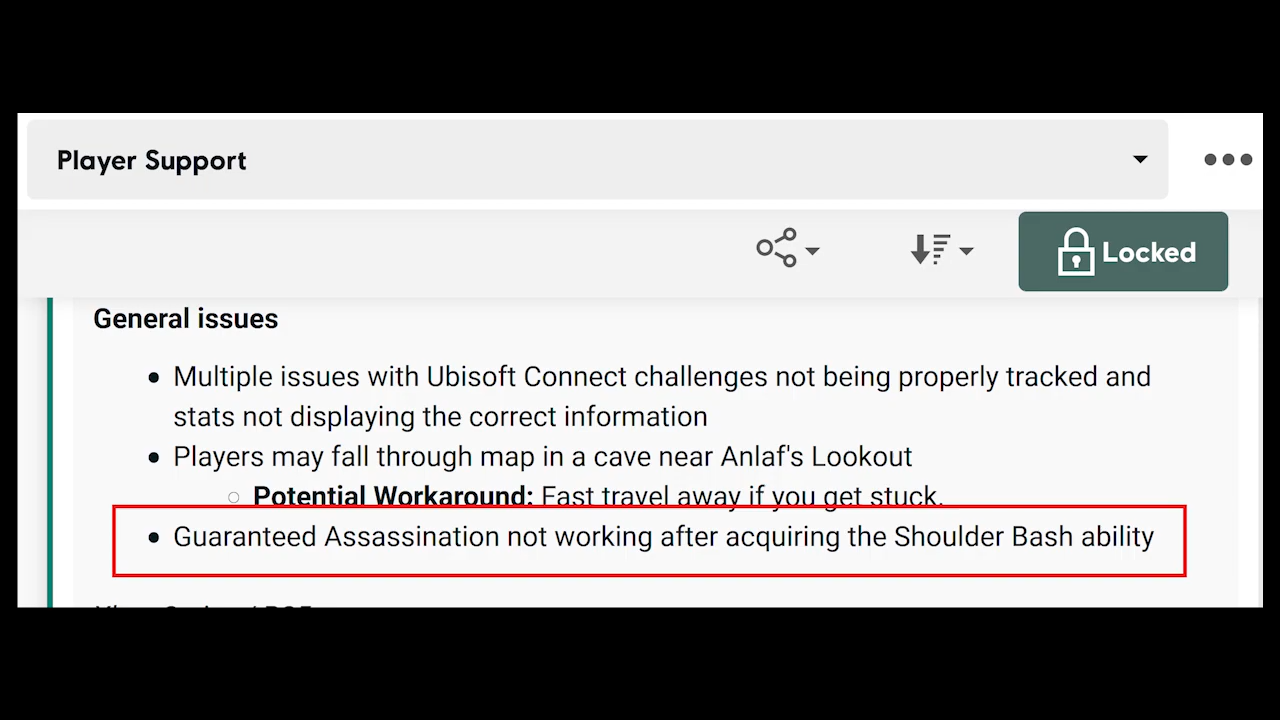 Player Support
Locked
General issues
Multiple issues with Ubisoft Connect challenges not being properly tracked and
stats not displaying the correct information
Players may fall through map in a cave near Anlaf's Lookout
Potential Workaround: Fast travel away if you get stuck.
Guaranteed Assassination not working after acquiring the Shoulder Bash ability